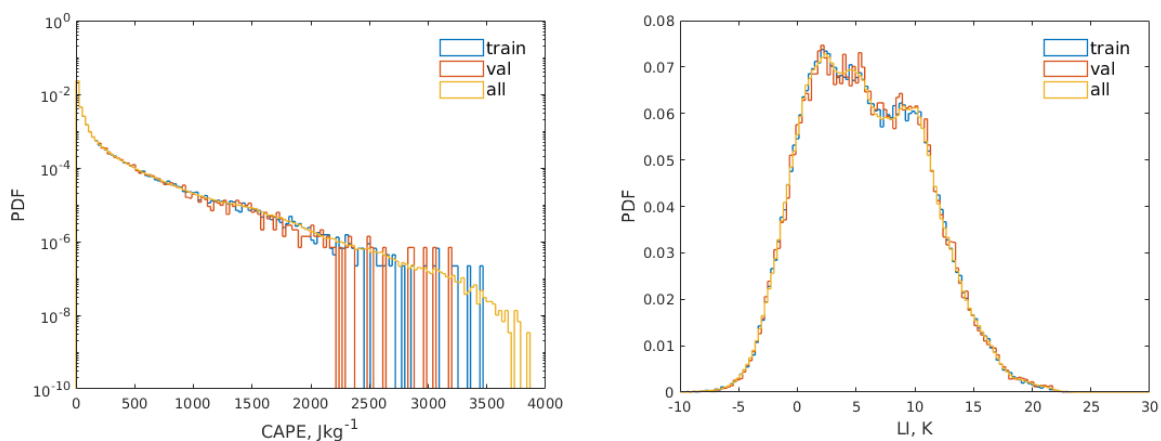 10^0
10^-2
10^-4
10^-6
10^-8
10^-10
PDF
train
val
all
0 500 1000 1500 2000 2500 3000 3500 4000
CAPE, Jkg^-1
0.08
0.07
0.06
0.05
0.04
0.03
0.02
0.01
0
PDF
train
val
all
-10 -5 0 5 10 15 20 25 30
LI, K